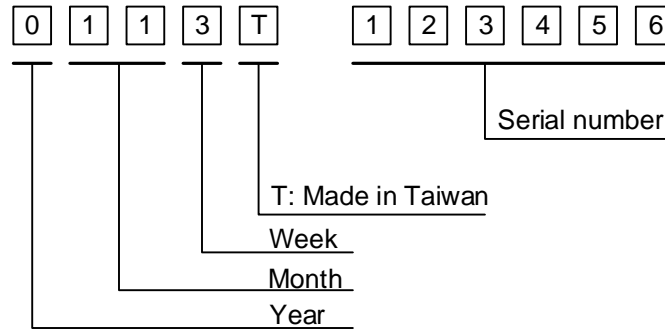 0 1 1 3 T 1 2 3 4 5 6
Serial number
T: Made in Taiwan
Week
Month
Year